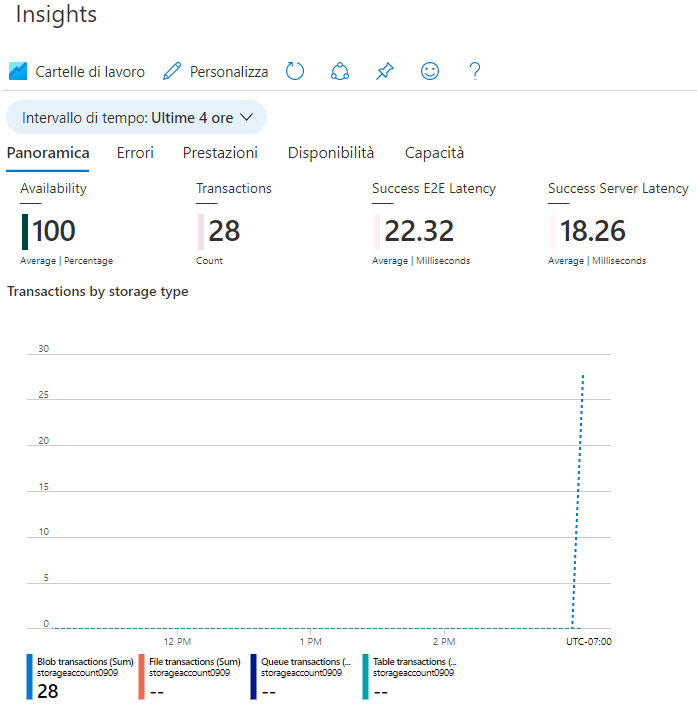 Insights
Cartelle di lavoro Personalizza
Intervallo di tempo: Ultime 4 ore
Panoramica Errori Prestazioni Disponibilità Capacità
Availability Transactions Success E2E Latency Success Server Latency
100 28 22.32 18.26
Average | Percentage Count Average | Milliseconds Average | Milliseconds
Transactions by storage type
30
25
20
15
10
5
0
12 PM 1 PM 2 PM UTC-07:00
Blob transactions (Sum) File transactions (Sum) Queue transactions (... Table transactions (...
storageaccount0909 storageaccount0909 storageaccount0909 storageaccount0909
28 -- -- --